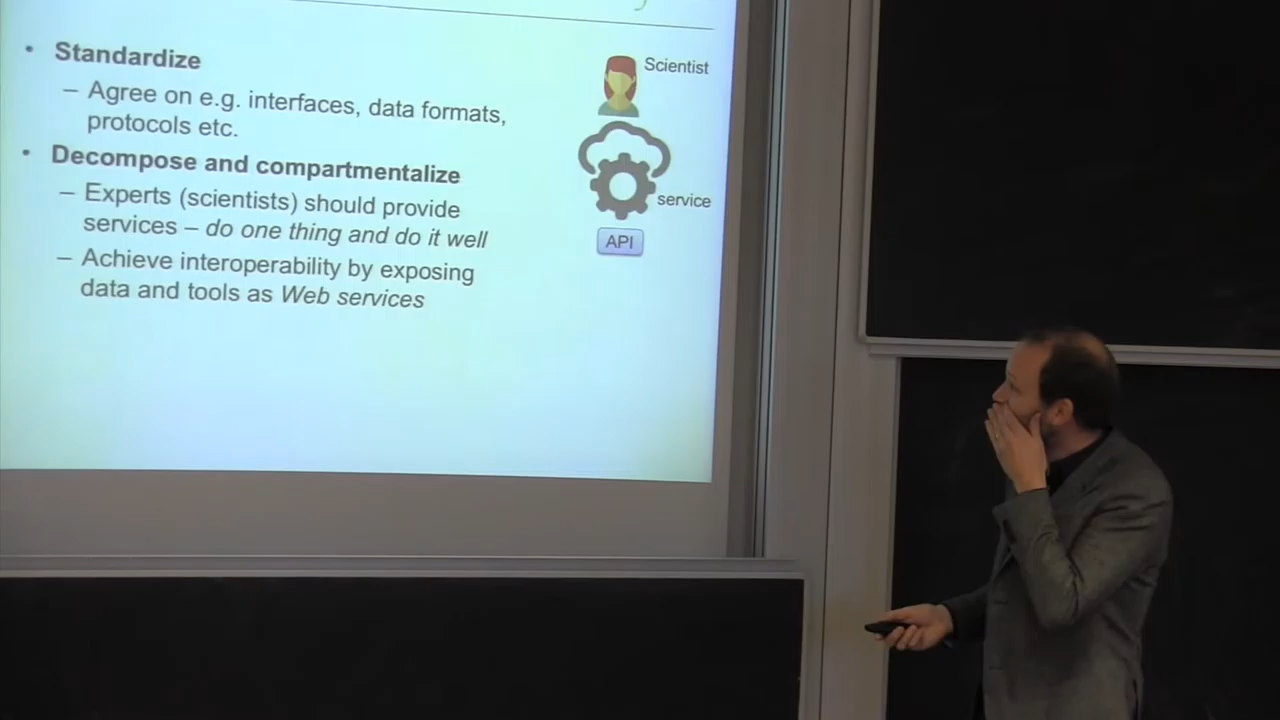 • Standardize
– Agree on e.g. interfaces, data formats,
protocols etc.
• Decompose and compartmentalize
– Experts (scientists) should provide
services – do one thing and do it well
– Achieve interoperability by exposing
data and tools as Web services
Scientist
service
API